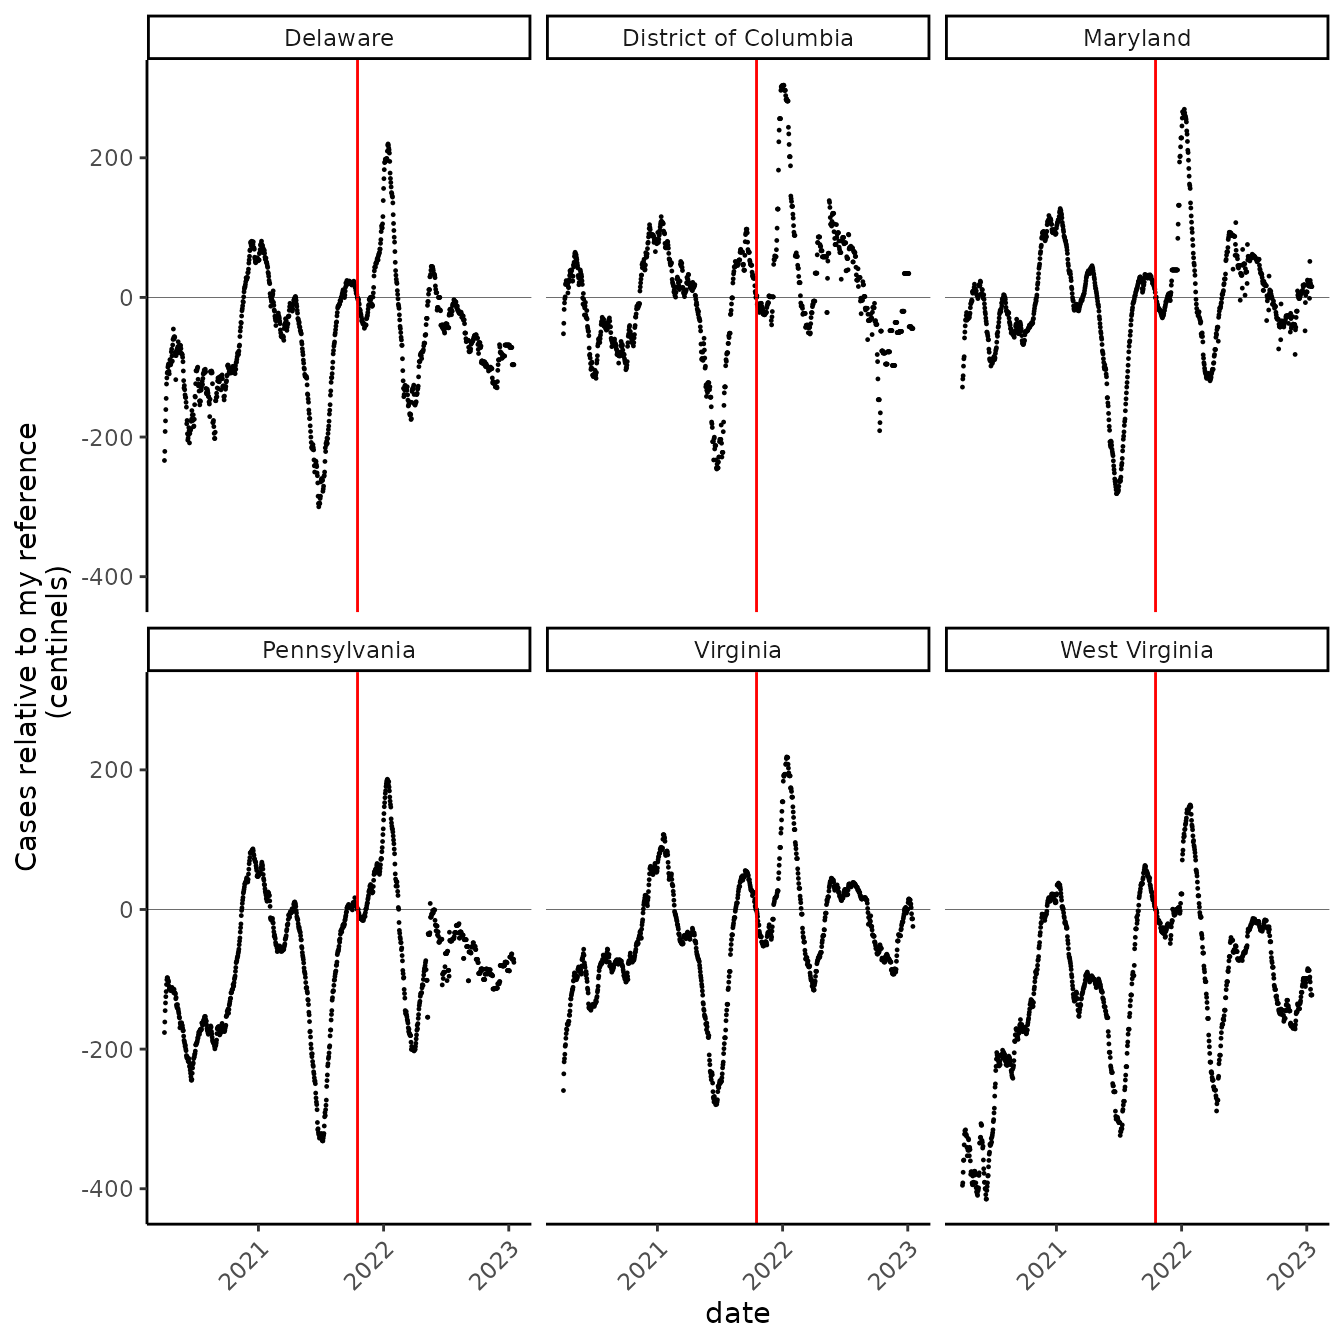 Delaware
District of Columbia
Maryland
200
0
-200
-400
Pennsylvania
Virginia
West Virginia
200
0
-200
-400
Cases relative to my reference
(centinels)
2021
2022
2023
2021
2022
2023
2021
2022
2023
date